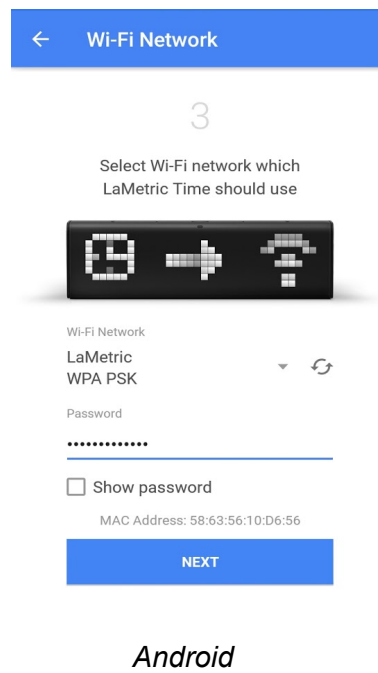 Wi-Fi Network
3
Select Wi-Fi network which
LaMetric Time should use
Wi-Fi Network
LaMetric
WPA PSK
Password
•••••••••••••
Show password
MAC Address: 58:63:56:10:D6:56
NEXT
Android